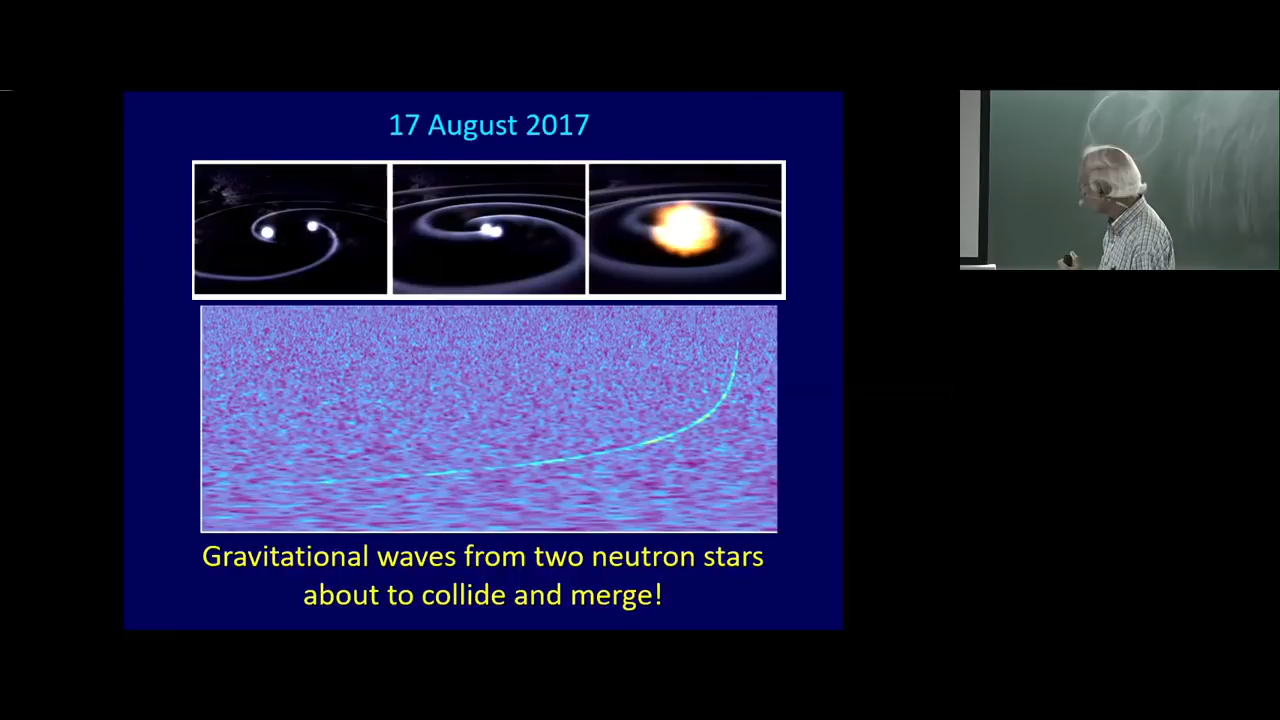 17 August 2017
Gravitational waves from two neutron stars
about to collide and merge!